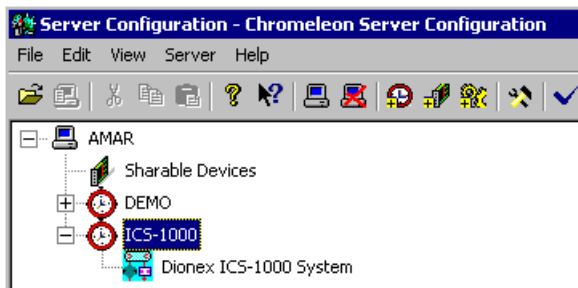 Server Configuration - Chromeleon Server Configuration
File Edit View Server Help
AMAR
Sharable Devices
DEMO
ICS-1000
Dionex ICS-1000 System